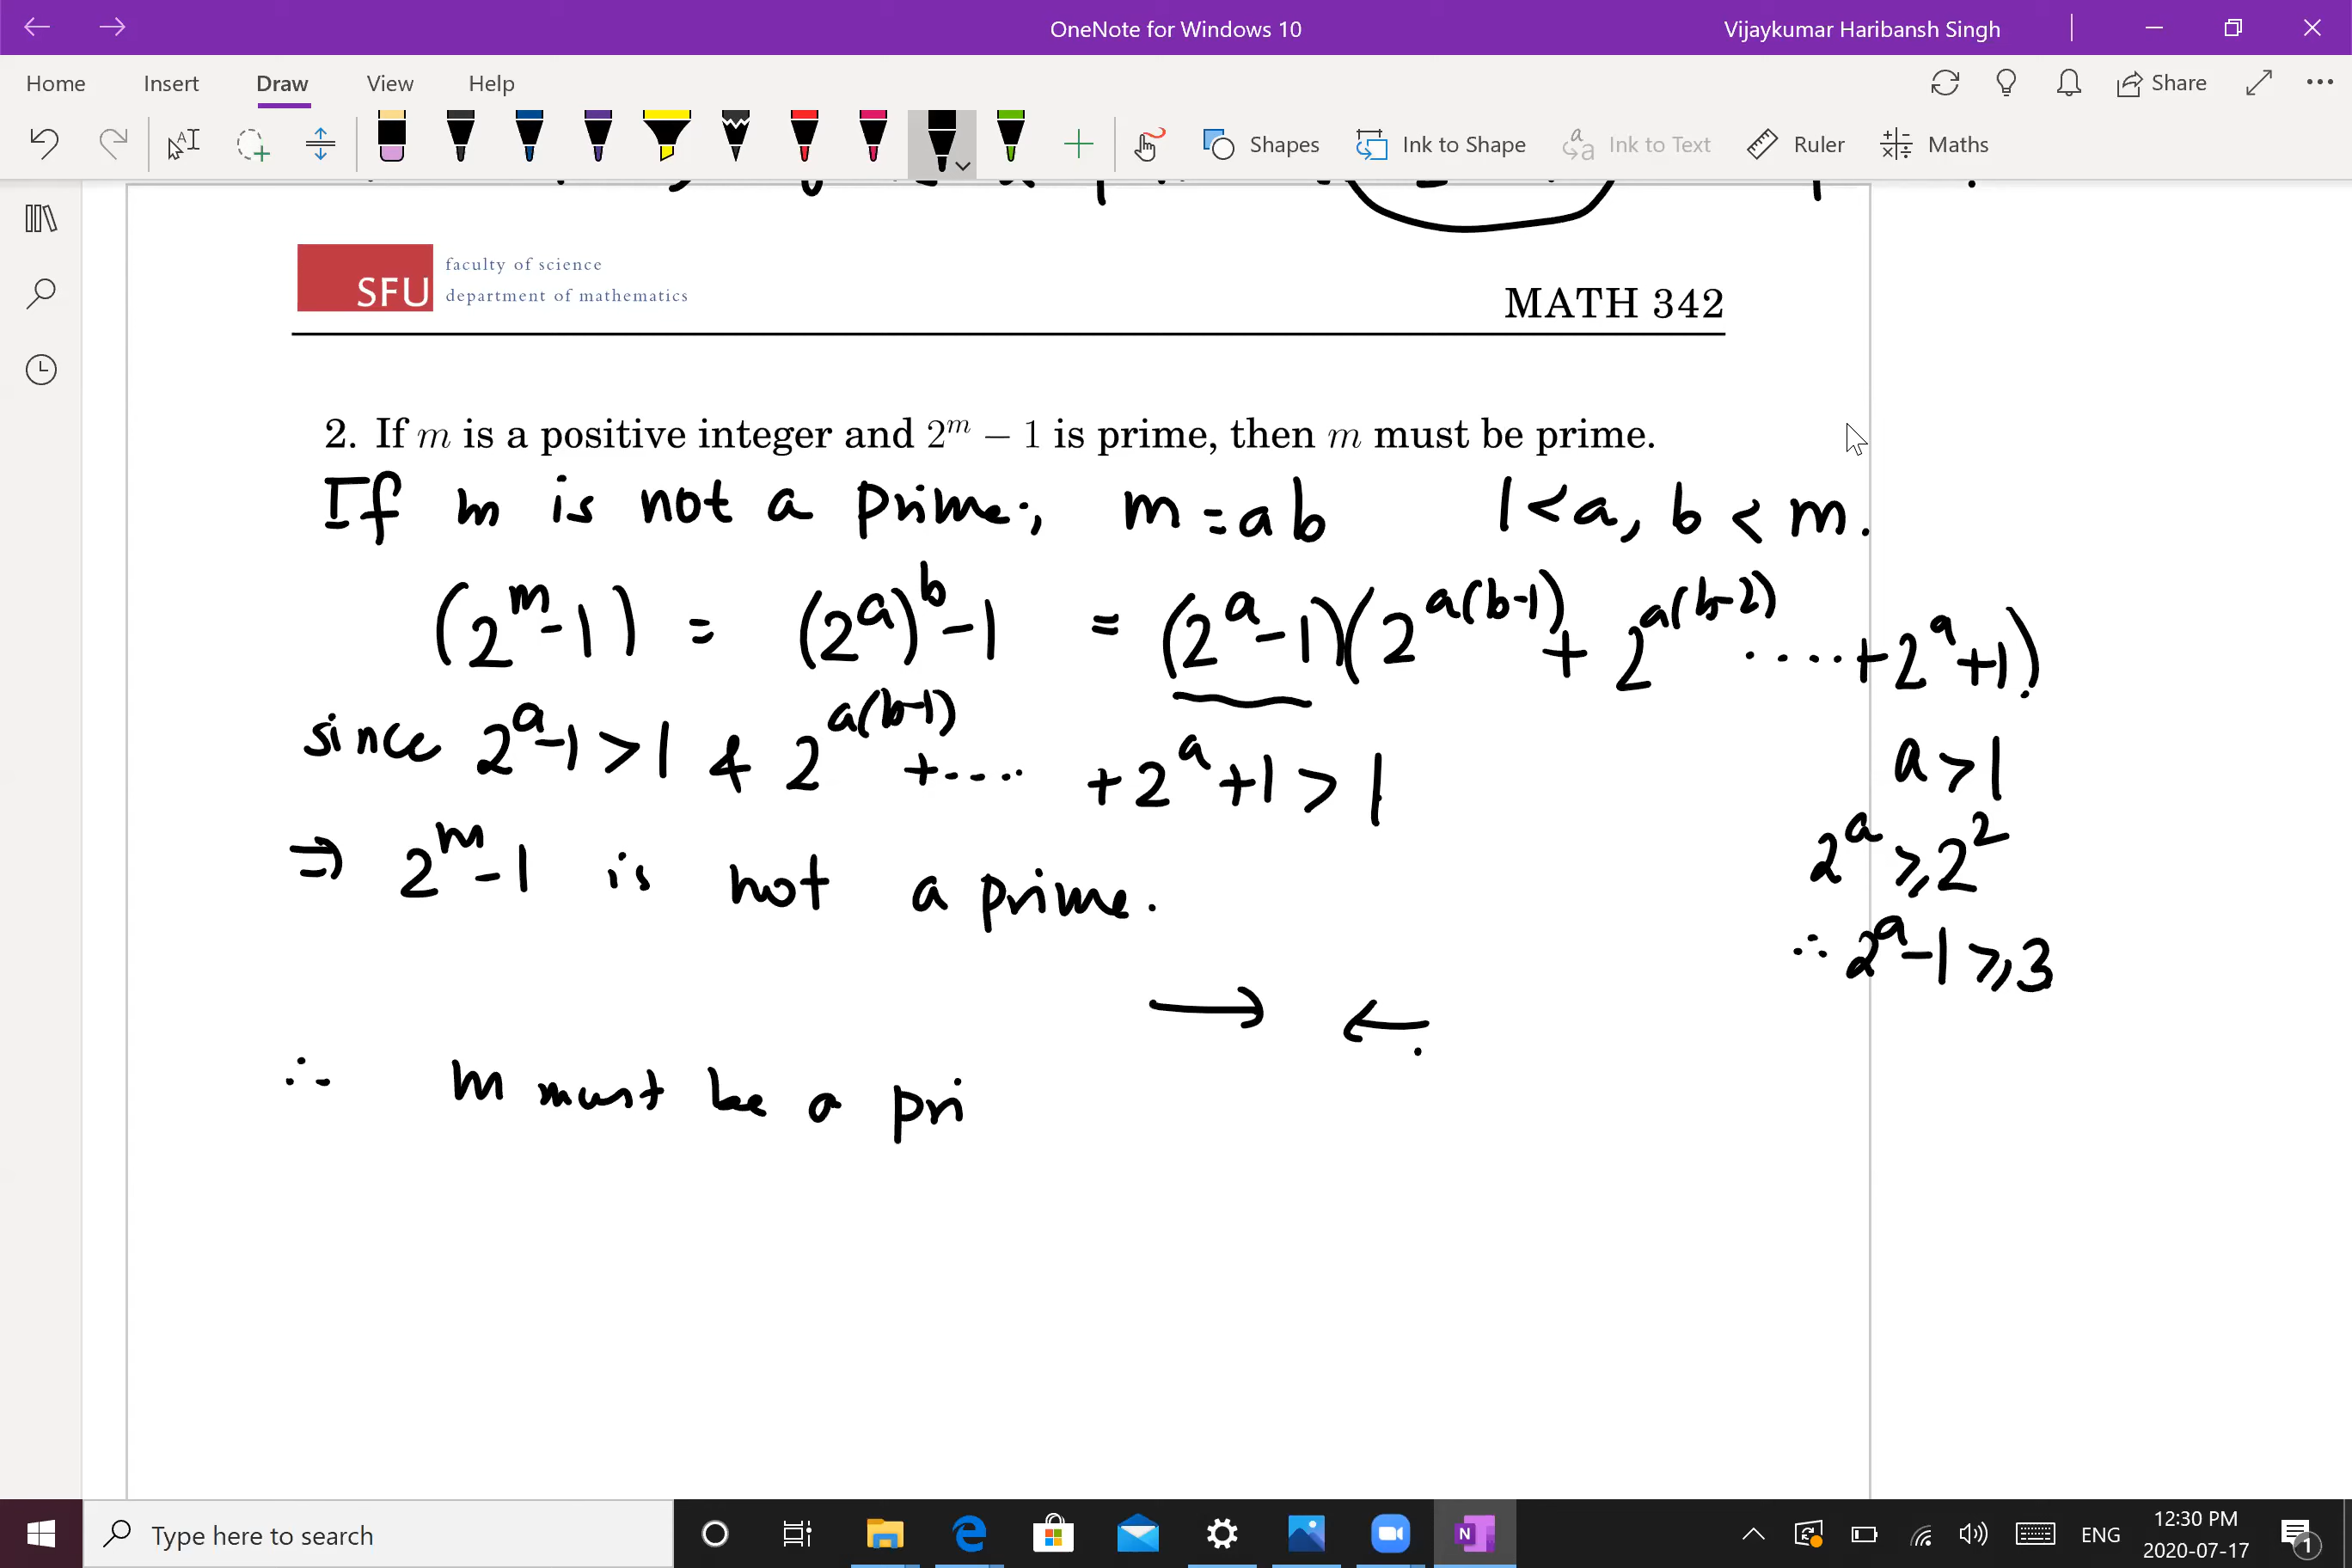 OneNote for Windows 10
Vijaykumar Haribansh Singh
Home Insert Draw View Help
Share
Shapes Ink to Shape Ink to Text Ruler Maths
SFU
faculty of science
department of mathematics
MATH 342
2. If m is a positive integer and 2^m − 1 is prime, then m must be prime.
If m is not a prime, m = ab 1 < a, b < m.
(2^m - 1) = (2^a)^b - 1 = (2^a - 1)(2^{a(b-1)} + 2^{a(b-2)} ....+ 2^a + 1).
since 2^a - 1 > 1 & 2^{a(b-1)} +.... + 2^a + 1 > 1
a > 1
⇒ 2^m - 1 is not a prime.
2^a ⩾ 2^2
∴ 2^a - 1 ⩾ 3
→ ←.
∴ m must be a pri
Type here to search
ENG
12:30 PM
2020-07-17
1